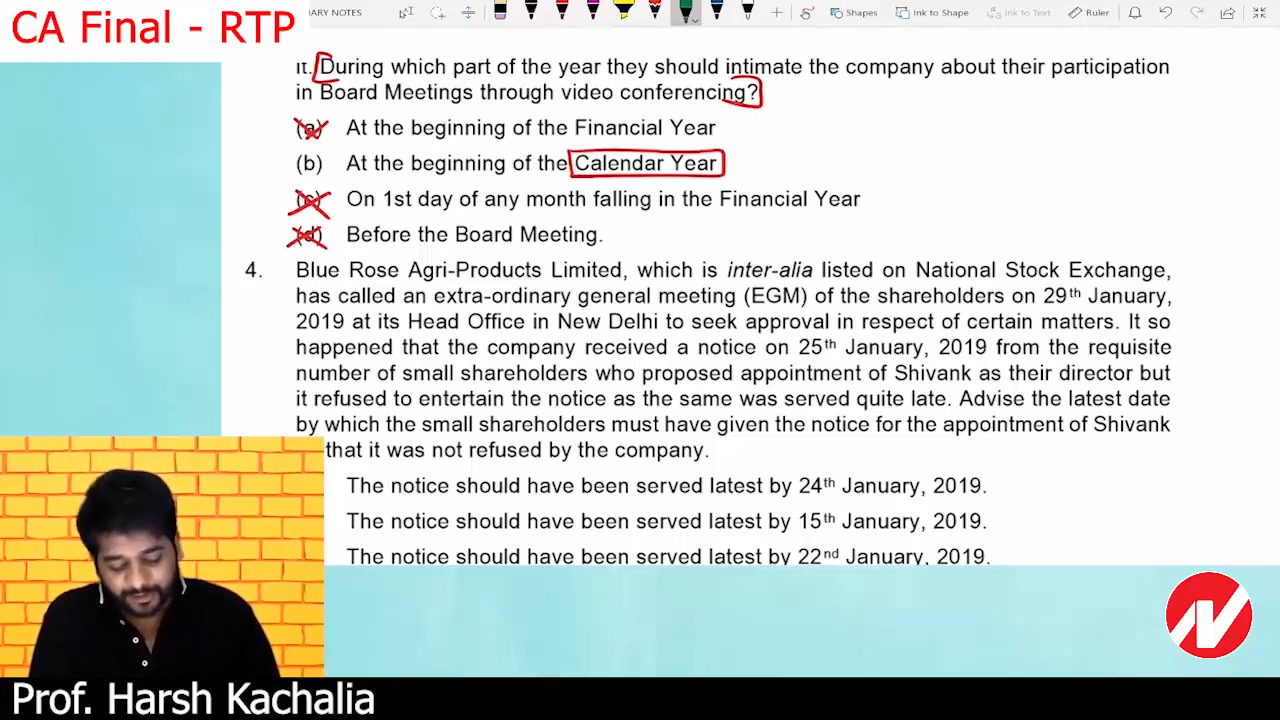 CA Final - RTP
ARY NOTES
Shapes
Ink to Shape
Ink to Text
Ruler
it. During which part of the year they should intimate the company about their participation
in Board Meetings through video conferencing?
(a) At the beginning of the Financial Year
(b) At the beginning of the Calendar Year
(c) On 1st day of any month falling in the Financial Year
(d) Before the Board Meeting.
4. Blue Rose Agri-Products Limited, which is inter-alia listed on National Stock Exchange,
has called an extra-ordinary general meeting (EGM) of the shareholders on 29th January,
2019 at its Head Office in New Delhi to seek approval in respect of certain matters. It so
happened that the company received a notice on 25th January, 2019 from the requisite
number of small shareholders who proposed appointment of Shivank as their director but
it refused to entertain the notice as the same was served quite late. Advise the latest date
by which the small shareholders must have given the notice for the appointment of Shivank
that it was not refused by the company.
The notice should have been served latest by 24th January, 2019.
The notice should have been served latest by 15th January, 2019.
The notice should have been served latest by 22nd January, 2019.
Prof. Harsh Kachalia